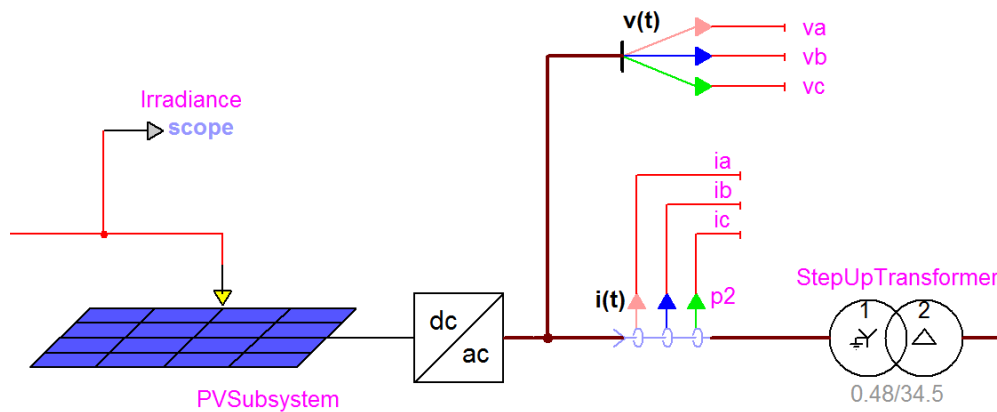 v(t)
va
vb
vc
Irradiance
scope
ia
ib
ic
i(t)
p2
StepUpTransformer
1
2
dc
ac
PVSubsystem
0.48/34.5